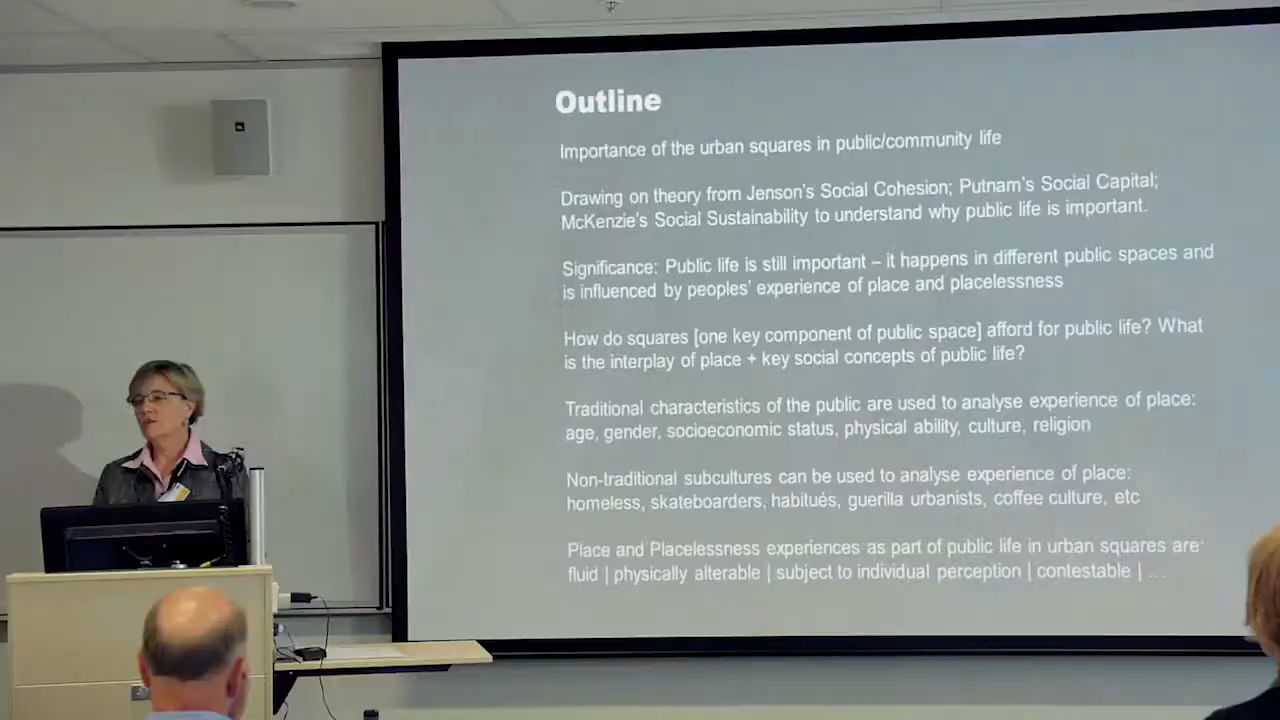 Outline
Importance of the urban squares in public/community life
Drawing on theory from Jenson's Social Cohesion; Putnam's Social Capital;
McKenzie's Social Sustainability to understand why public life is important.
Significance: Public life is still important – it happens in different public spaces and
is influenced by peoples' experience of place and placelessness
How do squares [one key component of public space] afford for public life? What
is the interplay of place + key social concepts of public life?
Traditional characteristics of the public are used to analyse experience of place:
age, gender, socioeconomic status, physical ability, culture, religion
Non-traditional subcultures can be used to analyse experience of place:
homeless, skateboarders, habitués, guerilla urbanists, coffee culture, etc
Place and Placelessness experiences as part of public life in urban squares are:
fluid | physically alterable | subject to individual perception | contestable | ...